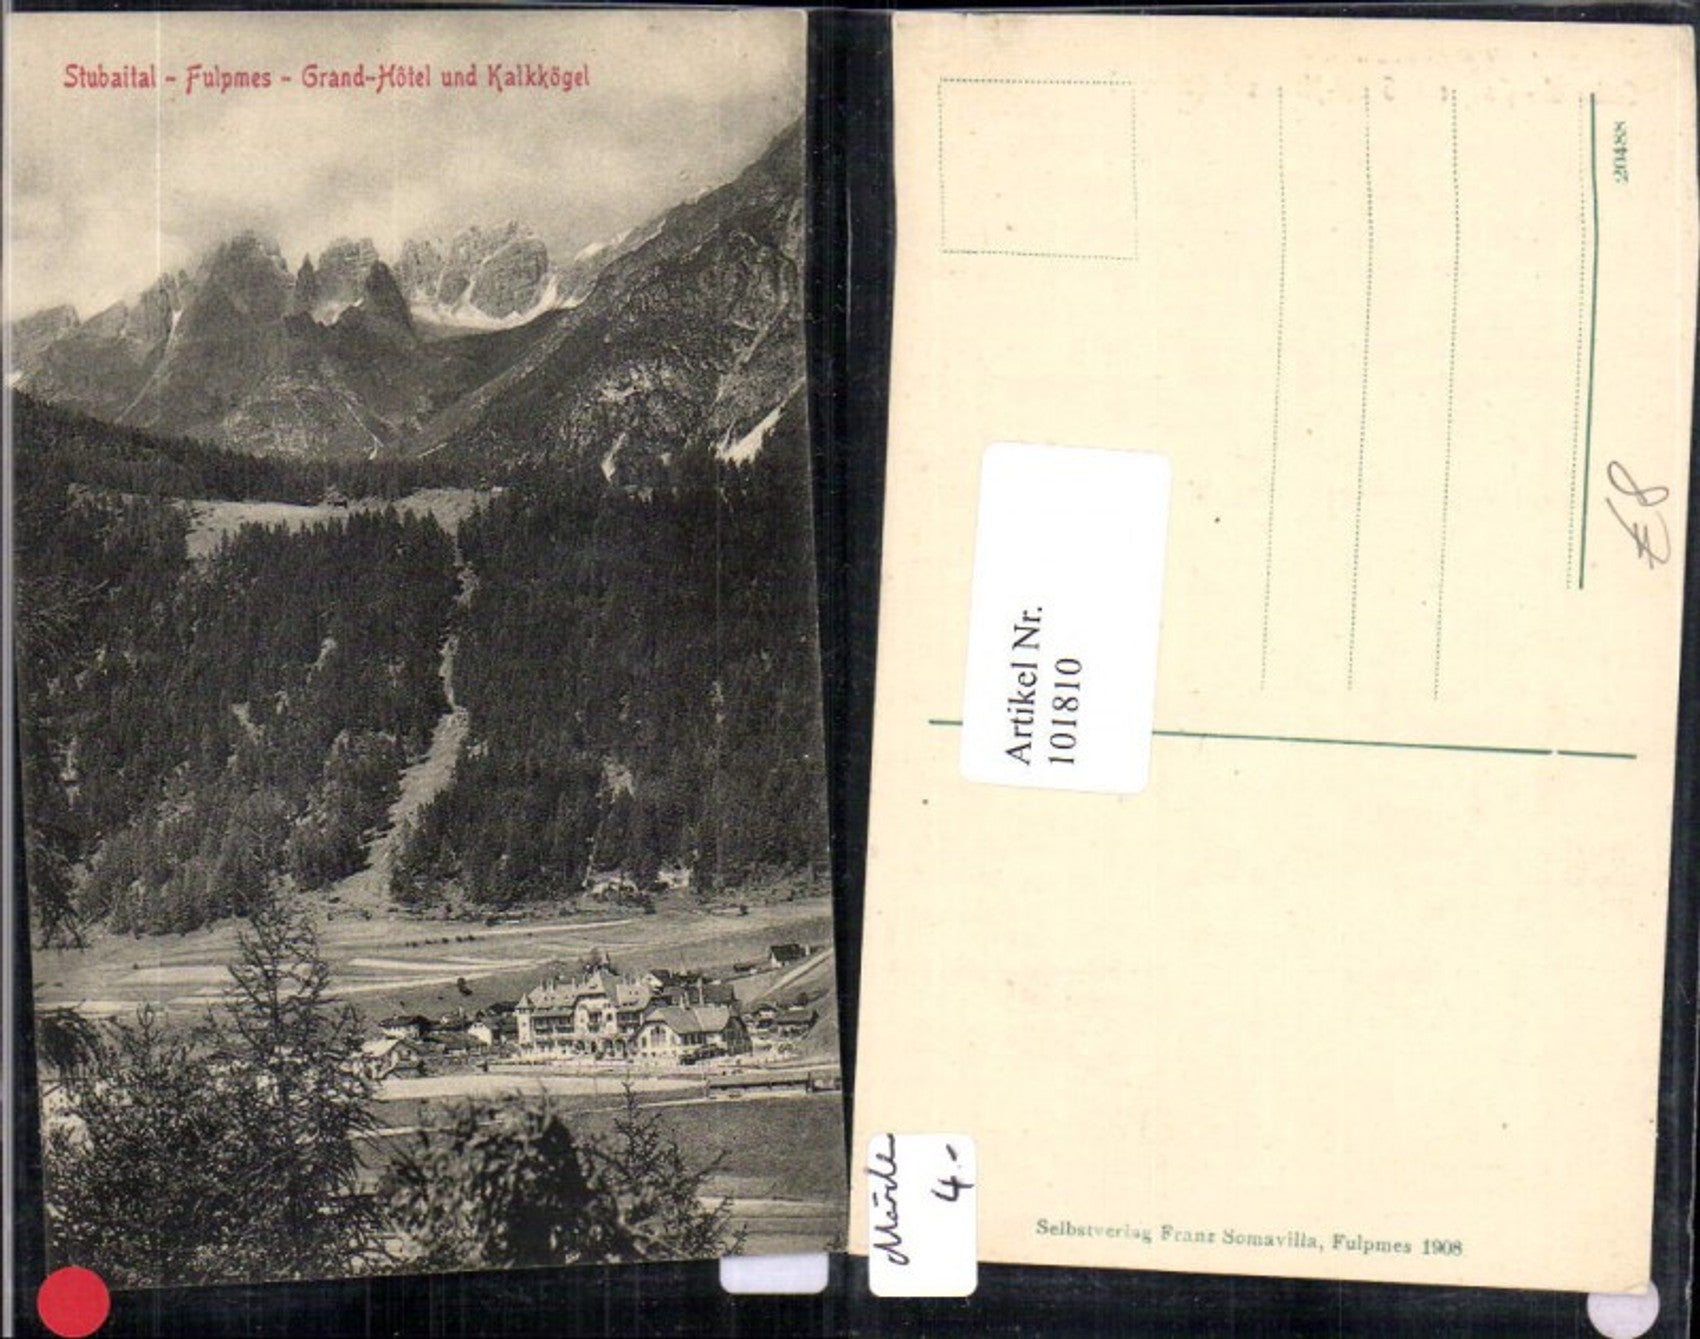 Stubaital - Fulpmes - Grand-Hôtel und Kalkkögel
20488
Artikel Nr.
101810
4.-
Selbstverlag Franz Somavilla, Fulpmes 1908